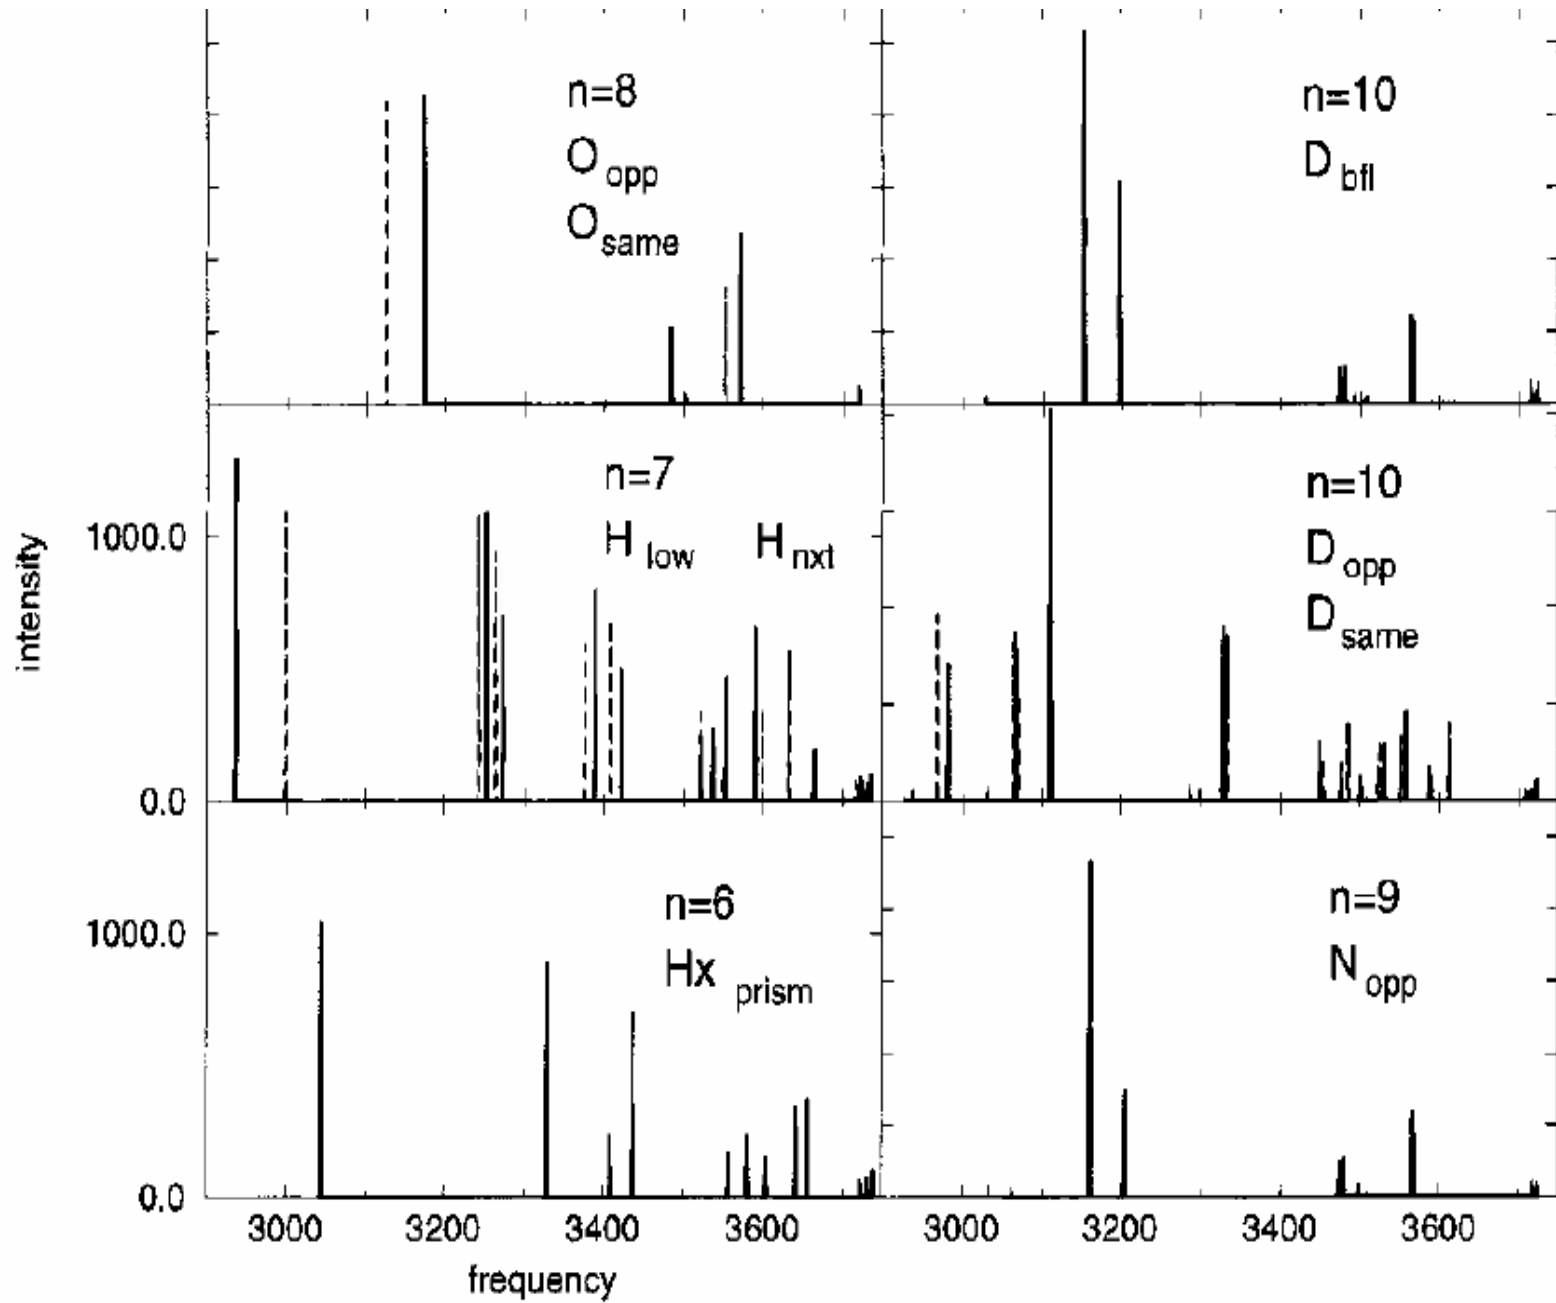 n=8
O opp
O same
n=10
D bfl
intensity
1000.0
0.0
n=7
H low H nxt
n=10
D opp
D same
1000.0
0.0
n=6
Hx prism
n=9
N opp
3000 3200 3400 3600 3000 3200 3400 3600
frequency